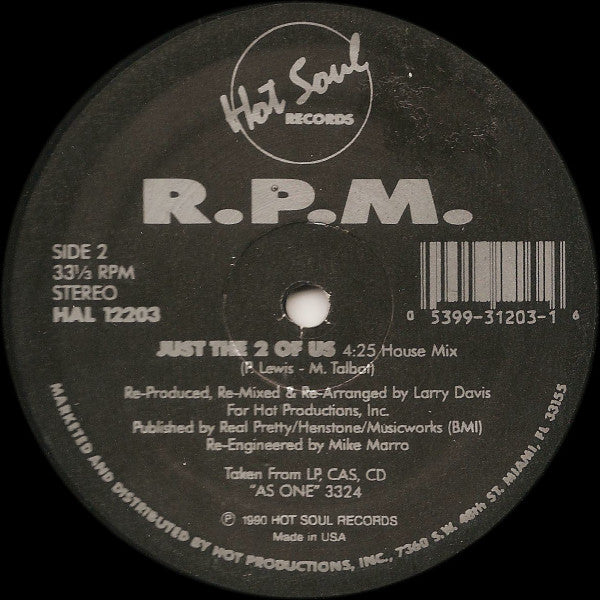 Hot Soul
RECORDS
R.P.M.
SIDE 2
33⅓ RPM
STEREO
HAL 12203
0 5399-31203-1 6
JUST THE 2 OF US 4:25 House Mix
(P. Lewis - M. Talbot)
Re-Produced, Re-Mixed & Re-Arranged by Larry Davis
For Hot Productions, Inc.
Published by Real Pretty/Henstone/Musicworks (BMI)
Re-Engineered by Mike Marro
Taken From LP, CAS, CD
"AS ONE" 3324
Ⓟ 1990 HOT SOUL RECORDS
Made in USA
MARKETED AND DISTRIBUTED BY HOT PRODUCTIONS, INC., 7360 S.W. 48th ST. MIAMI, FL 33155